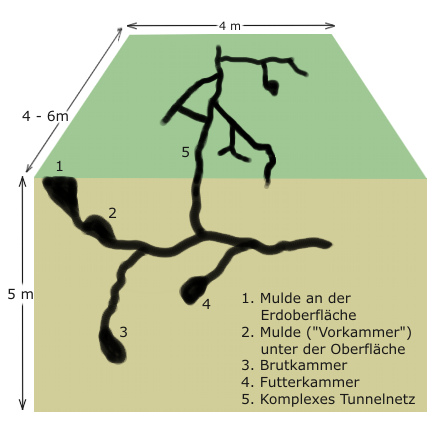 4 m
4 - 6m
1
5
2
5 m
4
3
1. Mulde an der
Erdoberfläche
2. Mulde ("Vorkammer")
unter der Oberfläche
3. Brutkammer
4. Futterkammer
5. Komplexes Tunnelnetz